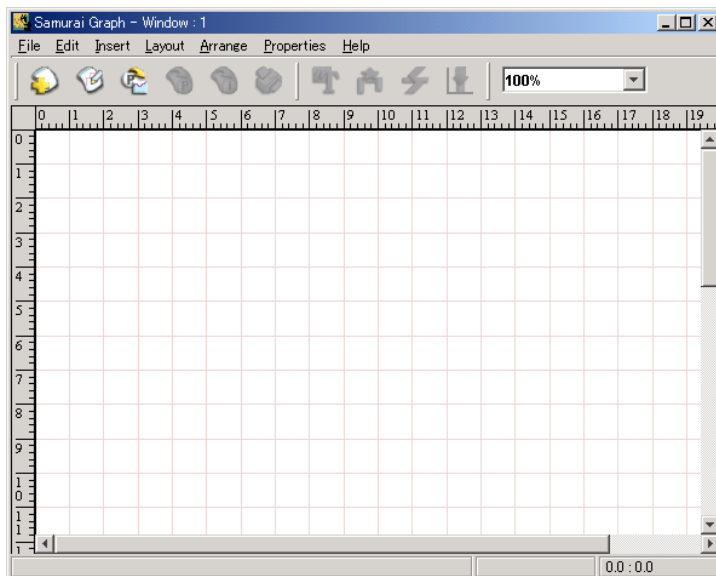 Samurai Graph - Window : 1
File Edit Insert Layout Arrange Properties Help
P P T T 100%
0 1 2 3 4 5 6 7 8 9 10 11 12 13 14 15 16 17 18 19
0
1
2
3
4
5
6
7
8
9
10
11
1
0.0 : 0.0